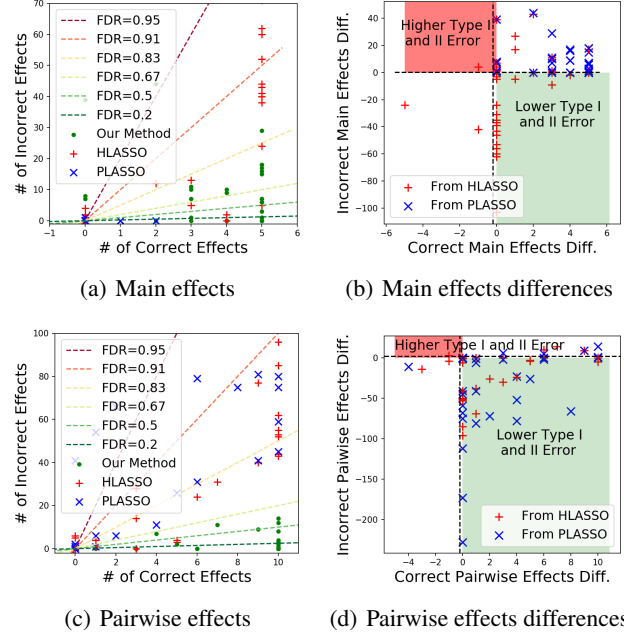 70
60
50
40
30
20
10
0
FDR=0.95
FDR=0.91
FDR=0.83
FDR=0.67
FDR=0.5
FDR=0.2
Our Method
HLASSO
PLASSO
# of Incorrect Effects
−1 0 1 2 3 4 5 6
# of Correct Effects
(a) Main effects
40
20
0
−20
−40
−60
−80
−100
Higher Type I
and II Error
Lower Type I
and II Error
From HLASSO
From PLASSO
Incorrect Main Effects Diff.
−6 −4 −2 0 2 4 6
Correct Main Effects Diff.
(b) Main effects differences
100
80
60
40
20
0
FDR=0.95
FDR=0.91
FDR=0.83
FDR=0.67
FDR=0.5
FDR=0.2
Our Method
HLASSO
PLASSO
# of Incorrect Effects
0 2 4 6 8 10
# of Correct Effects
(c) Pairwise effects
0
−50
−100
−150
−200
Higher Type I and II Error
Lower Type I
and II Error
From HLASSO
From PLASSO
Incorrect Paiwise Effects Diff.
−4 −2 0 2 4 6 8 10
Correct Pairwise Effects Diff.
(d) Pairwise effects differences